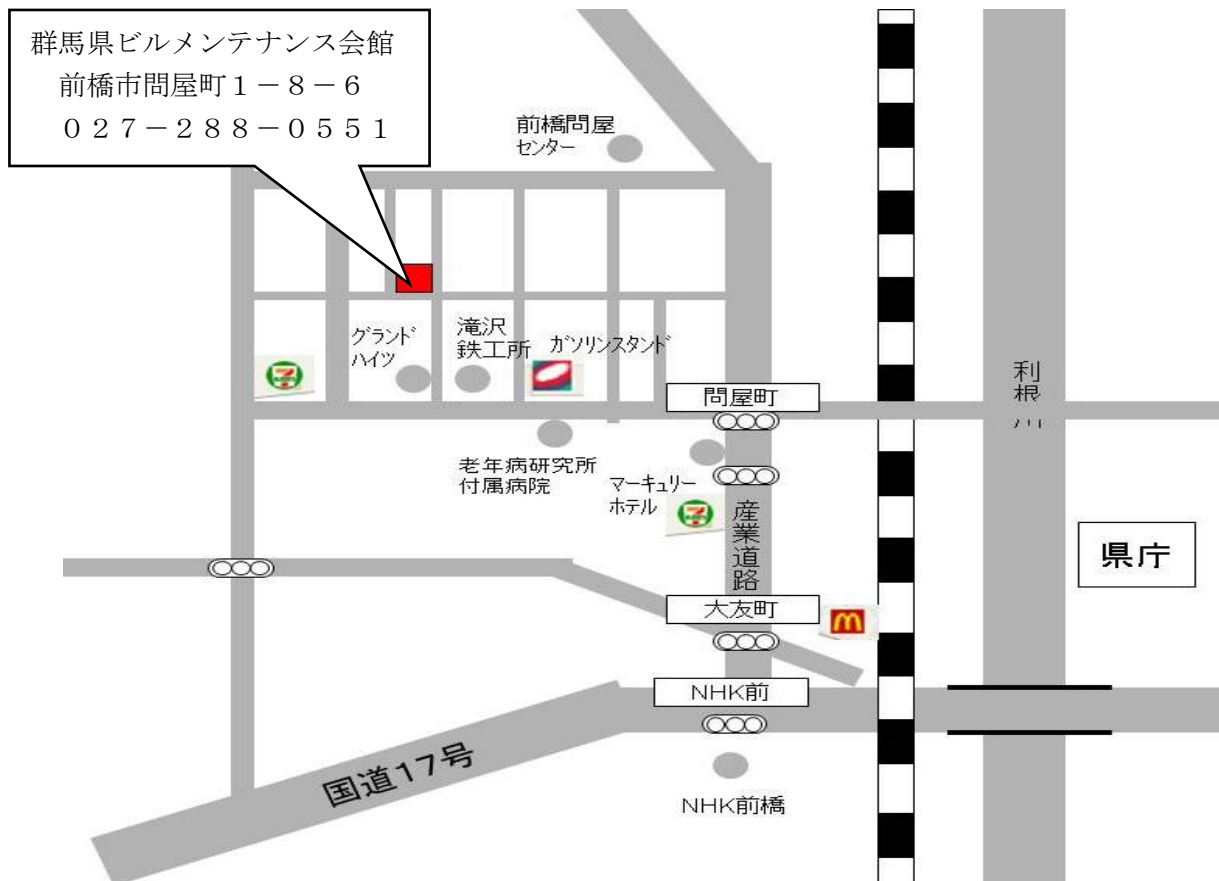 群馬県ビルメンテナンス会館
前橋市問屋町1－8－6
027－288－0551
前橋問屋
センター
グランド
ハイツ
滝沢
鉄工所
ガソリンスタンド
問屋町
利根川
老年病研究所
付属病院
マーキュリー
ホテル
産業道路
県庁
大友町
NHK前
国道17号
NHK前橋